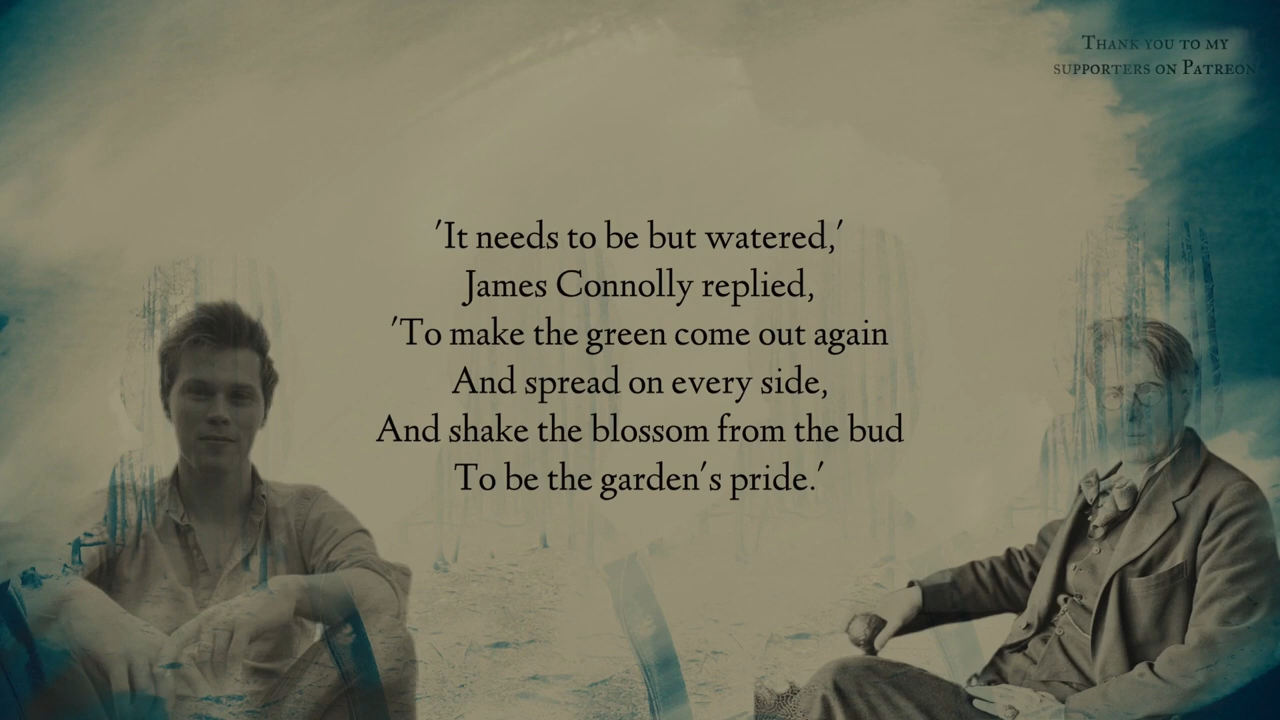 Thank you to my
supporters on Patreon
'It needs to be but watered,'
James Connolly replied,
'To make the green come out again
And spread on every side,
And shake the blossom from the bud
To be the garden's pride.'